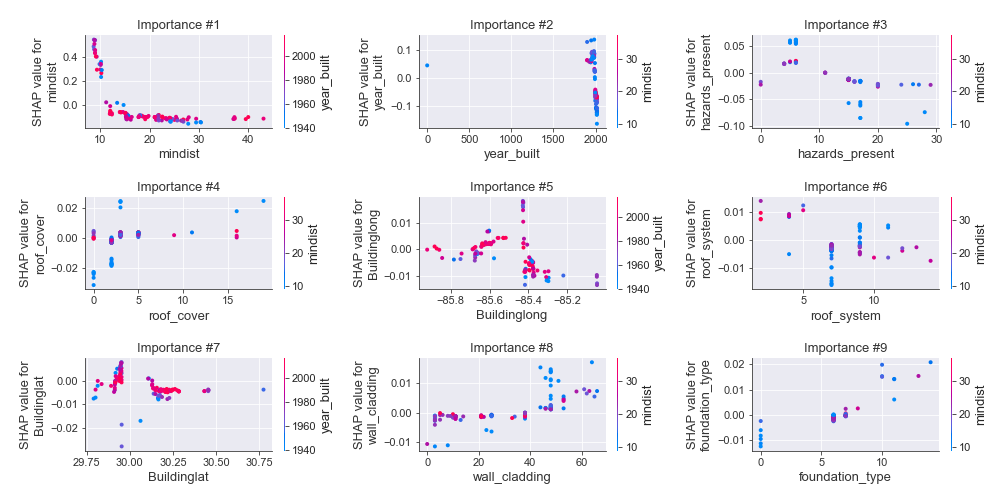 Importance #1
Importance #2
Importance #3
SHAP value for
mindist
0.4
0.2
0.0
10
20
30
40
mindist
2000
1980
1960
1940
year_built
SHAP value for
year_built
0.1
0.0
−0.1
0
500
1000
1500
2000
year_built
30
20
10
mindist
SHAP value for
hazards_present
0.05
0.00
−0.05
−0.10
0
10
20
30
hazards_present
30
20
10
mindist
Importance #4
Importance #5
Importance #6
SHAP value for
roof_cover
0.02
0.00
−0.02
0
5
10
15
roof_cover
30
20
10
mindist
SHAP value for
Buildinglong
0.01
0.00
−0.01
−85.8
−85.6
−85.4
−85.2
Buildinglong
2000
1980
1960
1940
year_built
SHAP value for
roof_system
0.01
0.00
−0.01
5
10
roof_system
30
20
10
mindist
Importance #7
Importance #8
Importance #9
SHAP value for
Buildinglat
0.00
−0.01
−0.02
29.75
30.00
30.25
30.50
30.75
Buildinglat
2000
1980
1960
1940
year_built
SHAP value for
wall_cladding
0.01
0.00
−0.01
0
20
40
60
wall_cladding
30
20
10
mindist
SHAP value for
foundation_type
0.02
0.01
0.00
−0.01
0
5
10
foundation_type
30
20
10
mindist